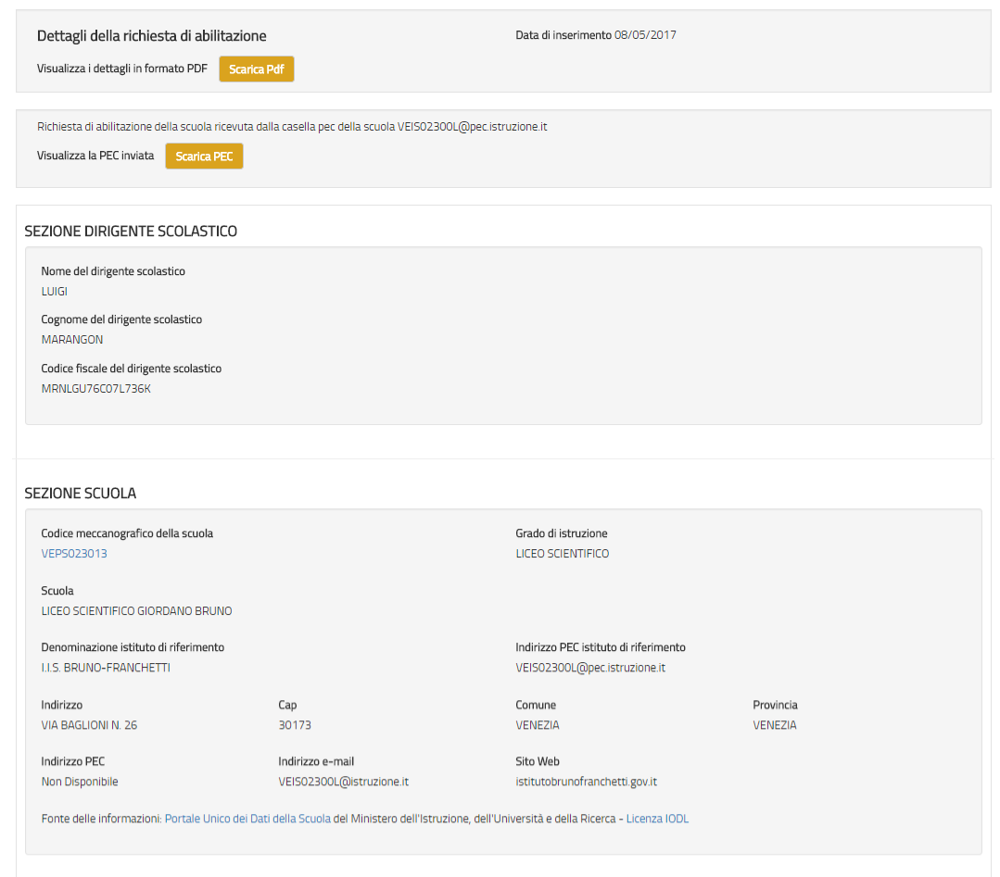 Dettagli della richiesta di abilitazione
Data di inserimento 08/05/2017
Visualizza i dettagli in formato PDF
Scarica Pdf
Richiesta di abilitazione della scuola ricevuta dalla casella pec della scuola VEIS02300L@pec.istruzione.it
Visualizza la PEC inviata
Scarica PEC
SEZIONE DIRIGENTE SCOLASTICO
Nome del dirigente scolastico
LUIGI
Cognome del dirigente scolastico
MARANGON
Codice fiscale del dirigente scolastico
MRNLGU76C07L736K
SEZIONE SCUOLA
Codice meccanografico della scuola
VEPS023013
Grado di istruzione
LICEO SCIENTIFICO
Scuola
LICEO SCIENTIFICO GIORDANO BRUNO
Denominazione istituto di riferimento
I.I.S. BRUNO-FRANCHETTI
Indirizzo PEC istituto di riferimento
VEIS02300L@pec.istruzione.it
Indirizzo
VIA BAGLIONI N. 26
Cap
30173
Comune
VENEZIA
Provincia
VENEZIA
Indirizzo PEC
Non Disponibile
Indirizzo e-mail
VEIS02300L@istruzione.it
Sito Web
istitutobrunofranchetti.gov.it
Fonte delle informazioni: Portale Unico dei Dati della Scuola del Ministero dell'Istruzione, dell'Università e della Ricerca - Licenza IODL